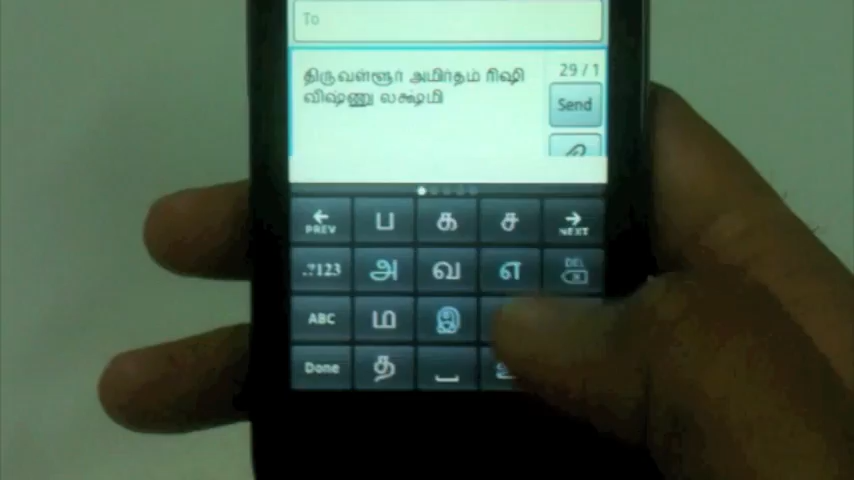 To
திருவள்ளூர் அமிர்தம் ரிஷி
விஷ்ணு லக்ஷ்மி
29 / 1
Send
← PREV ப க ச → NEXT
.?123 அ வ எ DEL
ABC ம இ
Done த